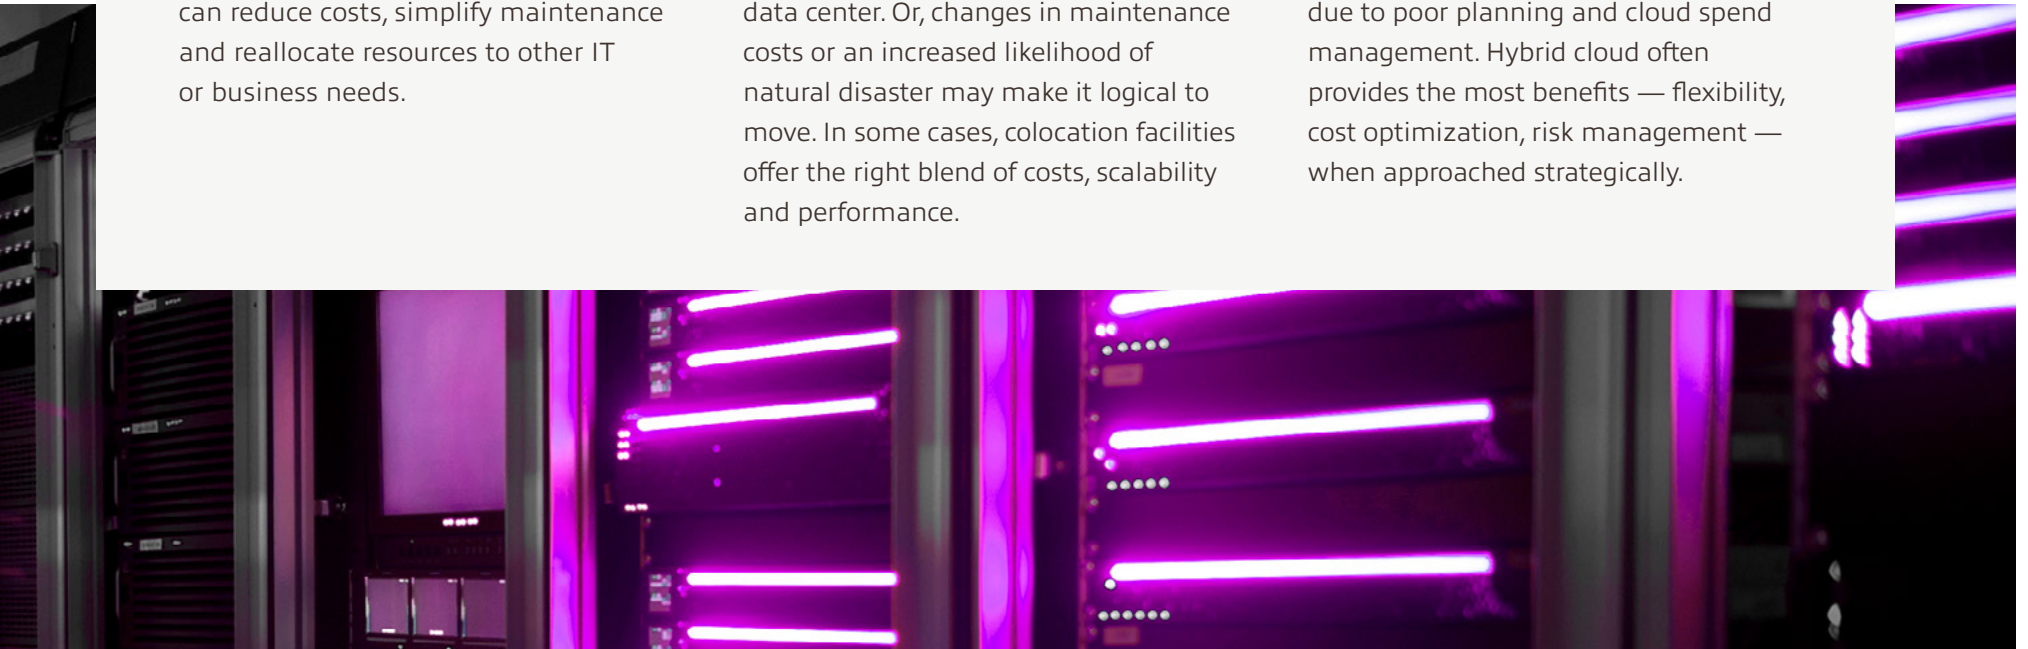 can reduce costs, simplify maintenance
and reallocate resources to other IT
or business needs.
data center. Or, changes in maintenance
costs or an increased likelihood of
natural disaster may make it logical to
move. In some cases, colocation facilities
offer the right blend of costs, scalability
and performance.
due to poor planning and cloud spend
management. Hybrid cloud often
provides the most benefits — flexibility,
cost optimization, risk management —
when approached strategically.